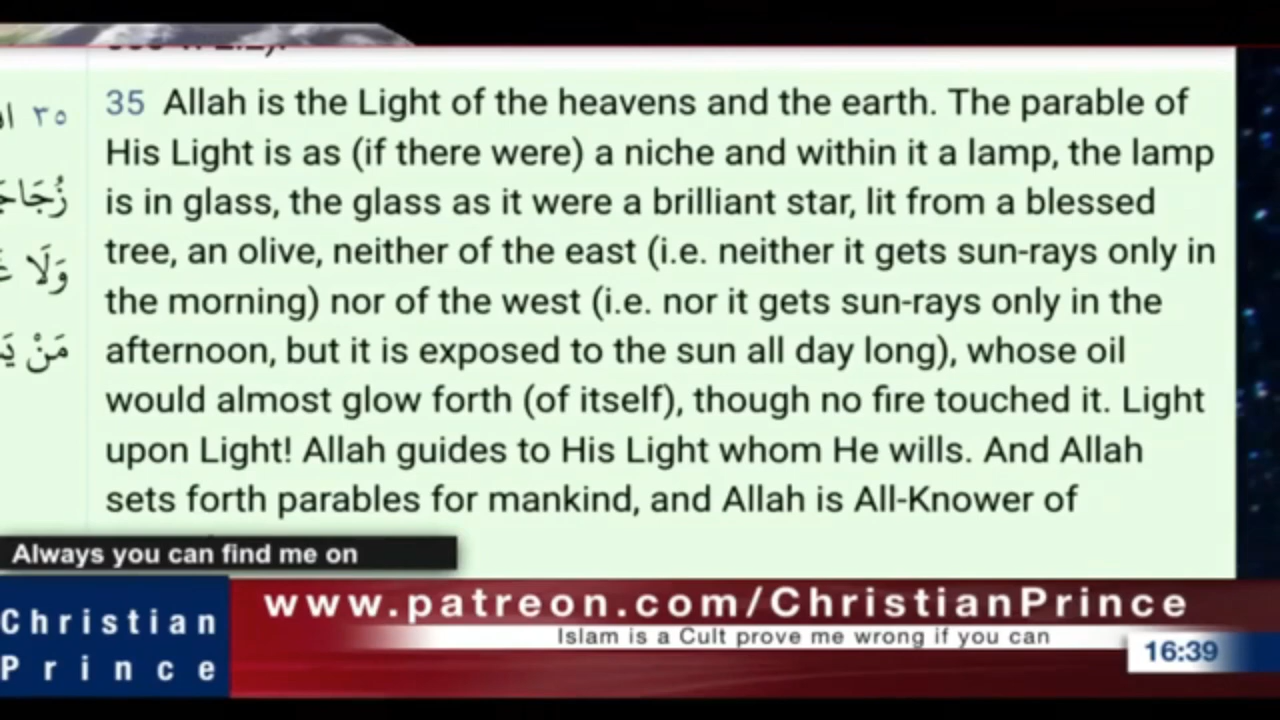 35 Allah is the Light of the heavens and the earth. The parable of
His Light is as (if there were) a niche and within it a lamp, the lamp
is in glass, the glass as it were a brilliant star, lit from a blessed
tree, an olive, neither of the east (i.e. neither it gets sun-rays only in
the morning) nor of the west (i.e. nor it gets sun-rays only in the
afternoon, but it is exposed to the sun all day long), whose oil
would almost glow forth (of itself), though no fire touched it. Light
upon Light! Allah guides to His Light whom He wills. And Allah
sets forth parables for mankind, and Allah is All-Knower of
٣٥
وَلَا
مَنْ
Always you can find me on
Christian
Prince
www.patreon.com/ChristianPrince
Islam is a Cult prove me wrong if you can
16:39